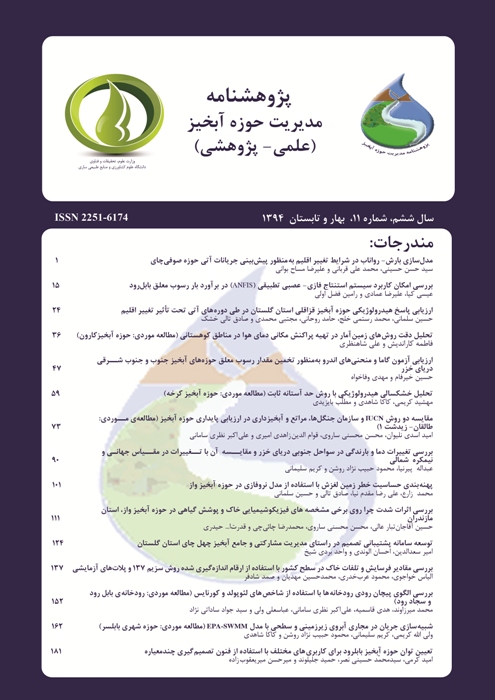 پژوهشنامه
مدیریت حوزه آبخیز
(علمی - پژوهشی)
وزارت علوم، تحقیقات و فناوری
دانشگاه علوم کشاورزی و منابع طبیعی ساری
پژوهشنامه مدیریت حوزه آبخیز
سال ششم، شماره ۱۱، بهار و تابستان ۱۳۹۴
ISSN 2251-6174
مندرجات:
مدل‌سازی بارش- رواناب در شرایط تغییر اقلیم به‌منظور پیش‌بینی جریانات آتی حوزه صوفی‌چای ۱
سید حسن حسینی، محمد علی قربانی و علیرضا مساح بوانی
بررسی امکان کاربرد سیستم استنتاج فازی- عصبی تطبیقی (ANFIS) در برآورد بار رسوب معلق بابل‌رود ۱۵
عیسی کیا، علیرضا عمادی و رامین فضل اولی
ارزیابی پاسخ هیدرولوژیکی حوزه آبخیز قزاقلی استان گلستان در طی دوره‌های آتی تحت تأثیر تغییر اقلیم ۲۴
حسین سلمانی، محمد رستمی خلج، حامد روحانی، مجتبی محمدی و صادق تالی خشک
تحلیل دقت روش‌های زمین آمار در تهیه پراکنش مکانی دمای هوا در مناطق کوهستانی (مطالعه موردی: حوزه آبخیز کارون) ۳۶
فاطمه کاراندیش و علی شاهنظری
ارزیابی آزمون گاما و منحنی‌های اندرو به‌منظور تخمین مقدار رسوب معلق حوزه‌های آبخیز جنوب و جنوب شـــرقی
دریای خزر ۴۷
حسین خیرفام و مهدی وفاخواه
تحلیل خشکسالی هیدرولوژیکی با روش حد آستانه ثابت (مطالعه موردی: حوزه آبخیز کرخه) ۵۹
مهشید کریمی، کاکا شاهدی و مطلب بایزیدی
مقایسه دو روش IUCN و سازمان جنگل‌ها، مراتع و آبخیزداری در ارزیابی پایداری حوزه آبخیز (مطالعه‌ی مـــوردی:
طالقان- زیدشت ۱) ۷۳
امید اسدی نلیوان، محسن محسنی ساروی، قوام الدین زاهدی امیری و علی‌اکبر نظری سامانی
بررسی تغییرات دما و بارندگی در سواحل جنوبی دریای خزر و مقایـــسه آن با تـــغییرات در مقـــیاس جهانـــی و
نیمکره شمالی ۹۰
عبداله پیرنیا، محمود حبیب نژاد روشن و کریم سلیمانی
پهنه‌بندی حساسیت خطر زمین لغزش با استفاده از مدل تروفازی در حوزه آبخیز واز ۱۰۱
محمد زارع، علی رضا مقدم نیا، صادق تالی و حسین سلمانی
بررسی اثرات شدت چرا روی برخی مشخصه های فیزیکوشیمیایی خاک و پوشش گیاهی در حوزه آبخیز واز، استان
مازندران ۱۱۱
حسین آقاجان‌تبار عالی، محسن محسنی ساروی، محمدرضا چائی‌چی و قدرت‌ا... حیدری
توسعه سامانه پشتیبانی تصمیم در راستای مدیریت مشارکتی و جامع آبخیز چهل چای استان گلستان ۱۲۴
امیر سعدالدین، احسان الوندی و واحد بردی شیخ
بررسی مقادیر فرسایش و تلفات خاک در سطح کشور با استفاده از ارقام اندازه‌گیری شده روش سزیم ۱۳۷ و پلات‌های آزمایشی ۱۳۷
الیاس خواجوی، محمود عرب‌خدری، محمدحسین مهدیان و صمد شادفر
بررسی الگوی پیچان رودی رودخانه‌ها با استفاده از شاخص‌های لئوپولد و کورنایس (مطالعه موردی: رودخانه‌ی بابل رود
و سجاد رود) ۱۵۲
محمد میرزاوند، هدی قاسمیه، علی‌اکبر نظری سامانی، عباسعلی ولی و سید جواد ساداتی نژاد
شبیه‌سازی جریان در مجاری آبروی زیرزمینی و سطحی با مدل EPA-SWMM (مطالعه موردی: حوزه شهری بابلسر) ۱۶۲
ولی الله کریمی، کریم سلیمانی، محمود حبیب نژاد روشن و کاکا شاهدی
تعیین توان حوزه آبخیز بابلرود برای کاربری‌های مختلف با استفاده از فنون تصمیم گیری چندمعیاره ۱۸۱
امید کرمی، سیدمحمد حسینی نصر، حمید جلیلوند و میرحسن میریعقوب‌زاده